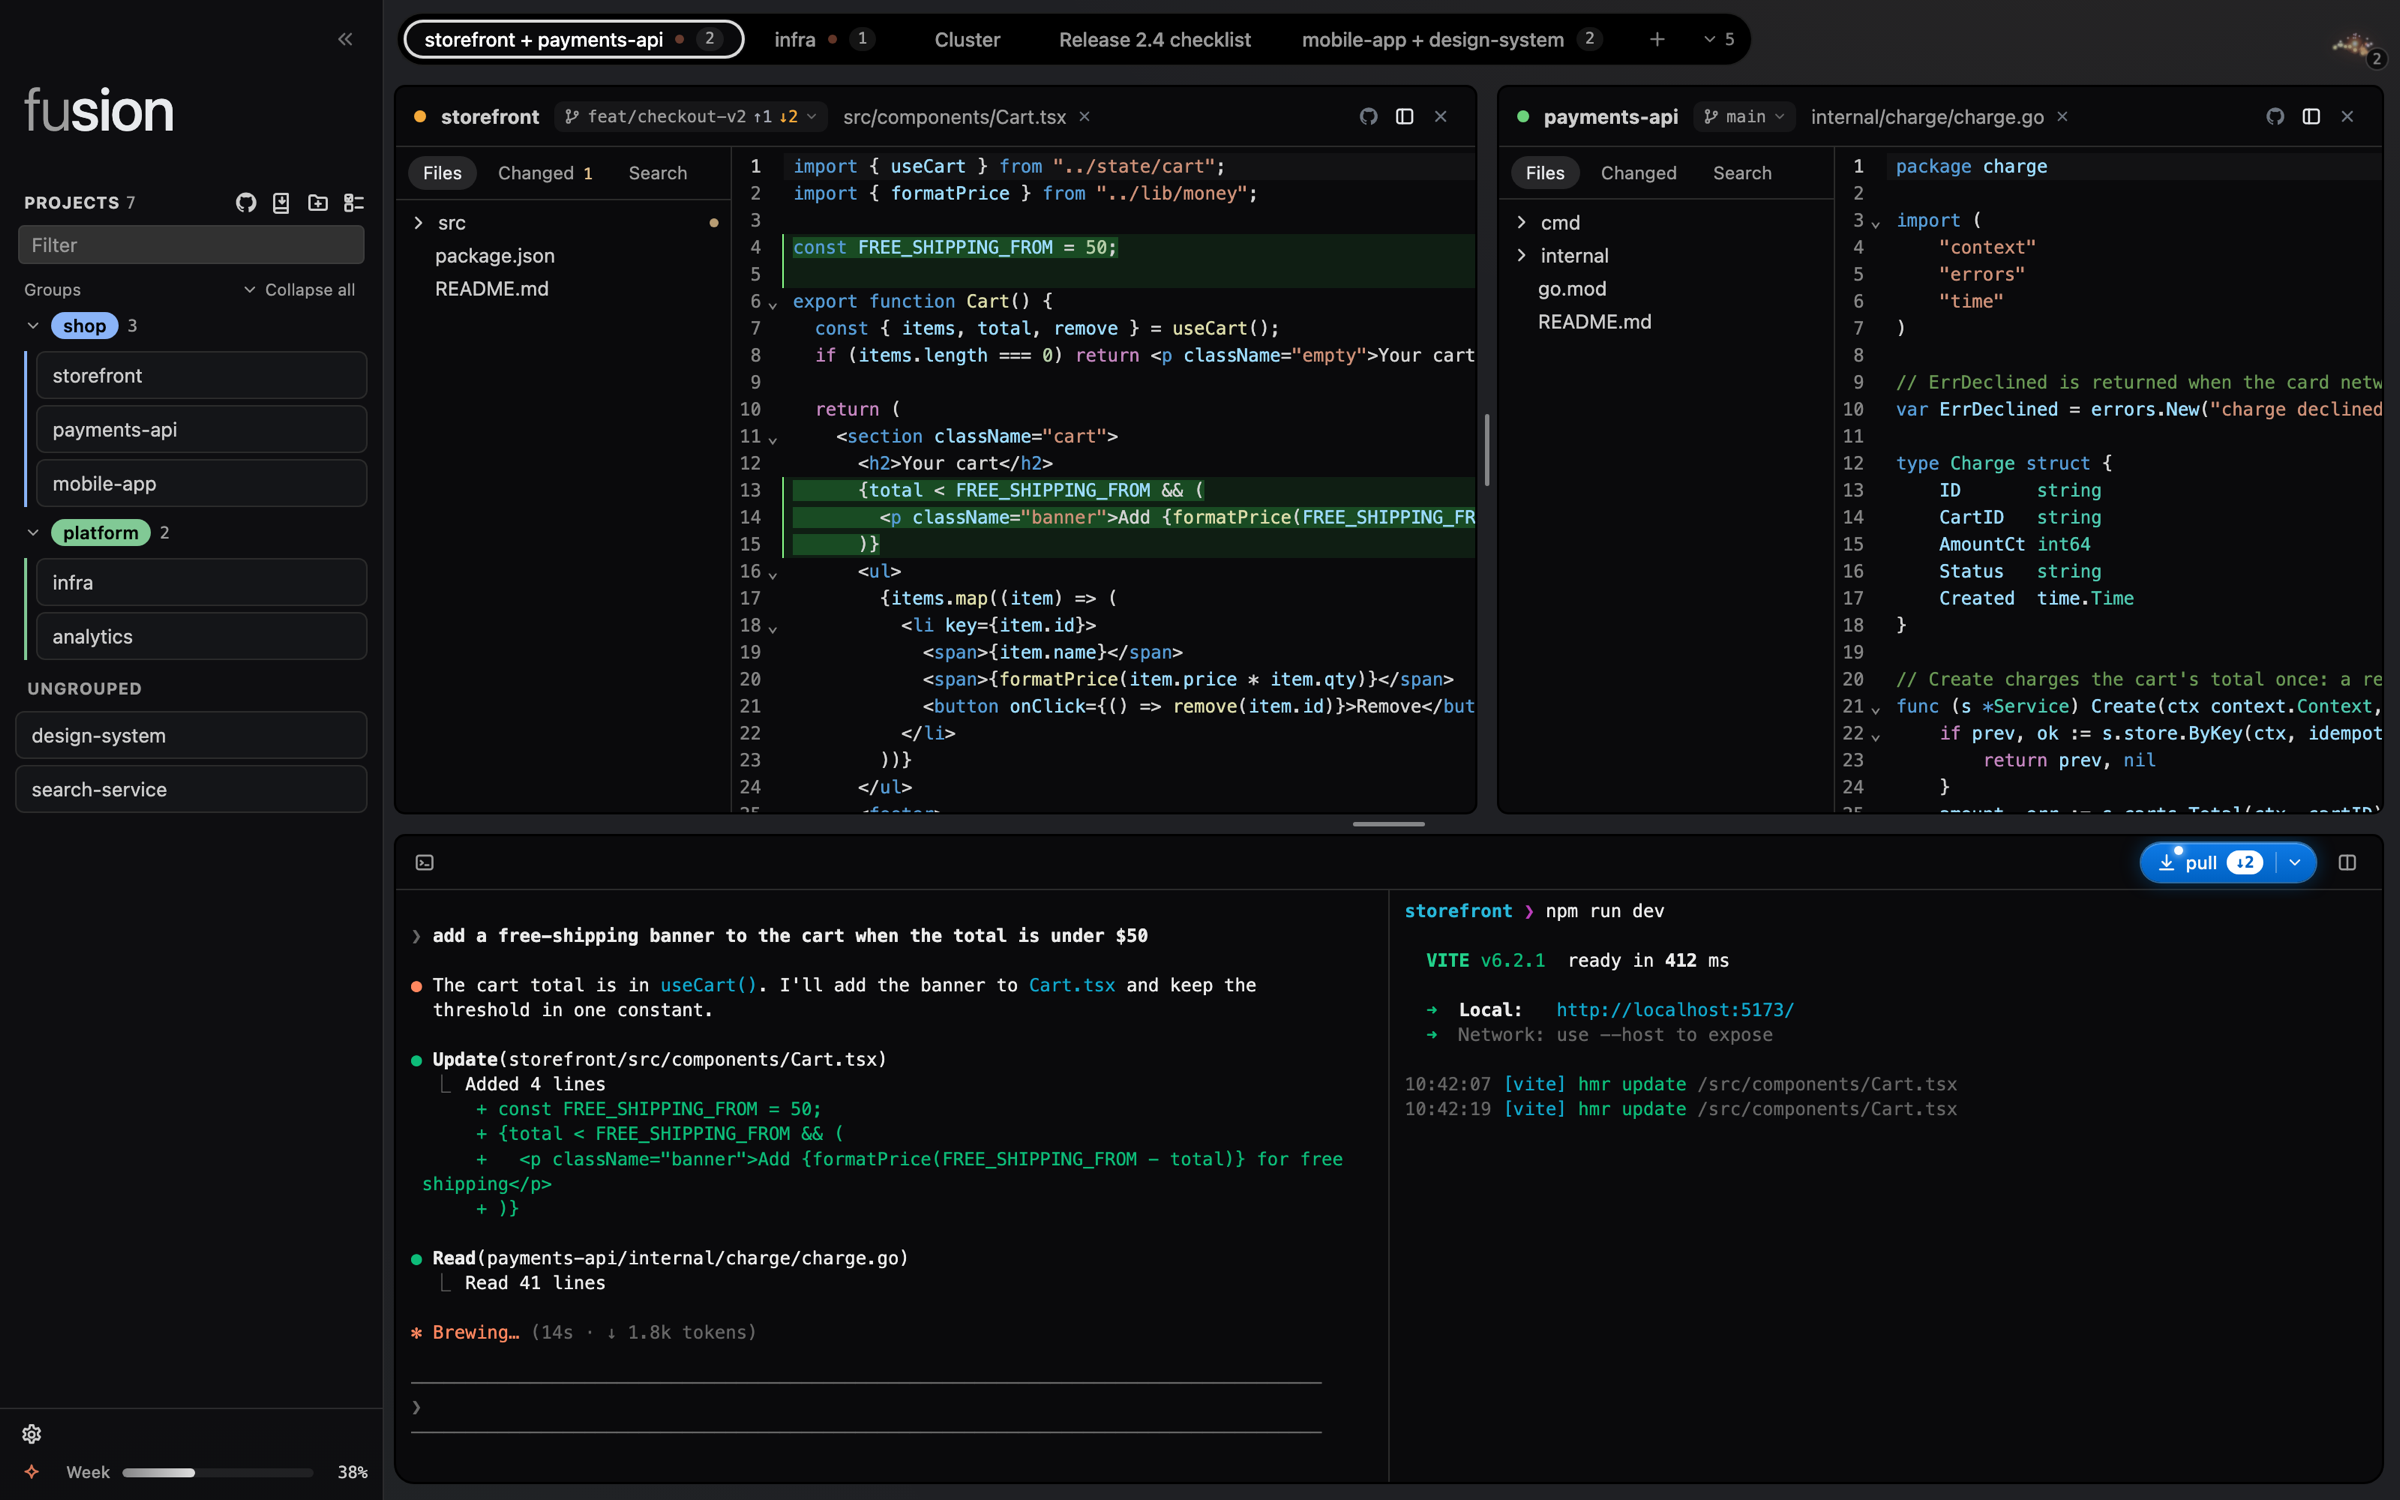 fusion
PROJECTS 7
Filter
Groups
Collapse all
shop 3
storefront
payments-api
mobile-app
platform 2
infra
analytics
UNGROUPED
design-system
search-service
Week 38%
storefront + payments-api 2
infra 1
Cluster
Release 2.4 checklist
mobile-app + design-system 2
+
5
2
storefront feat/checkout-v2 ↑1 ↓2 src/components/Cart.tsx ×
Files Changed 1 Search
src
package.json
README.md
1 import { useCart } from "../state/cart";
2 import { formatPrice } from "../lib/money";
3
4 const FREE_SHIPPING_FROM = 50;
5
6 export function Cart() {
7 const { items, total, remove } = useCart();
8 if (items.length === 0) return <p className="empty">Your cart
9
10 return (
11 <section className="cart">
12 <h2>Your cart</h2>
13 {total < FREE_SHIPPING_FROM && (
14 <p className="banner">Add {formatPrice(FREE_SHIPPING_FR
15 )}
16 <ul>
17 {items.map((item) => (
18 <li key={item.id}>
19 <span>{item.name}</span>
20 <span>{formatPrice(item.price * item.qty)}</span>
21 <button onClick={() => remove(item.id)}>Remove</but
22 </li>
23 ))}
24 </ul>
25 <footer>
payments-api main internal/charge/charge.go ×
Files Changed Search
cmd
internal
go.mod
README.md
1 package charge
2
3 import (
4 "context"
5 "errors"
6 "time"
7 )
8
9 // ErrDeclined is returned when the card netw
10 var ErrDeclined = errors.New("charge declined
11
12 type Charge struct {
13 ID string
14 CartID string
15 AmountCt int64
16 Status string
17 Created time.Time
18 }
19
20 // Create charges the cart's total once: a re
21 func (s *Service) Create(ctx context.Context,
22 if prev, ok := s.store.ByKey(ctx, idempot
23 return prev, nil
24 }
25 amount, err := s.carts.Total(ctx, cartID)
pull ↓2
❯ add a free-shipping banner to the cart when the total is under $50
The cart total is in useCart(). I'll add the banner to Cart.tsx and keep the
threshold in one constant.
Update(storefront/src/components/Cart.tsx)
Added 4 lines
+ const FREE_SHIPPING_FROM = 50;
+ {total < FREE_SHIPPING_FROM && (
+ <p className="banner">Add {formatPrice(FREE_SHIPPING_FROM - total)} for free
shipping</p>
+ )}
Read(payments-api/internal/charge/charge.go)
Read 41 lines
✻ Brewing… (14s · ↓ 1.8k tokens)
❯
storefront ❯ npm run dev
VITE v6.2.1 ready in 412 ms
➜ Local: http://localhost:5173/
➜ Network: use --host to expose
10:42:07 [vite] hmr update /src/components/Cart.tsx
10:42:19 [vite] hmr update /src/components/Cart.tsx